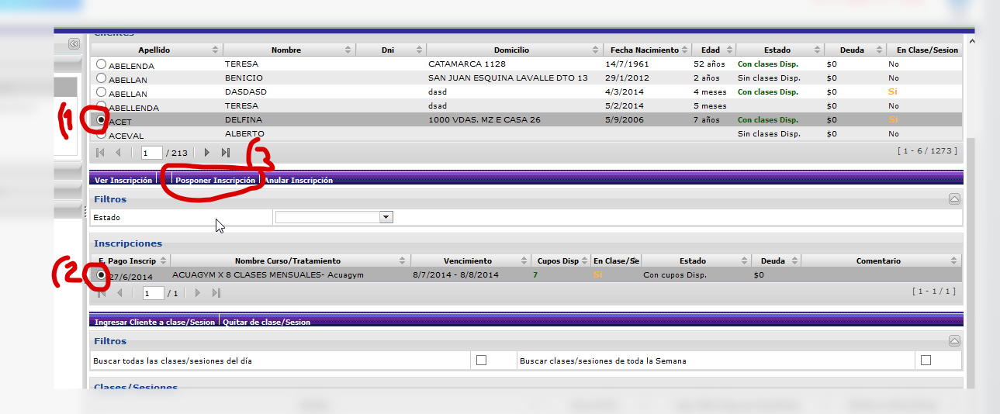 Clientes
Apellido Nombre Dni Domicilio Fecha Nacimiento Edad Estado Deuda En Clase/Sesion
ABELENDA TERESA CATAMARCA 1128 14/7/1961 52 años Con clases Disp. $0 No
ABELLAN BENICIO SAN JUAN ESQUINA LAVALLE DTO 13 29/1/2012 2 años Sin clases Disp. $0 No
ABELLAN DASDASD dasd 4/3/2014 4 meses Con clases Disp. $0 Si
ABELLENDA TERESA dsad 5/2/2014 5 meses $0 No
(1 ACET DELFINA 1000 VDAS. MZ E CASA 26 5/9/2006 7 años Con clases Disp. $0 Si
ACEVAL ALBERTO Sin clases Disp. $0 No
1 / 213 [ 1 - 6 / 1273 ]
(3
Ver Inscripción Posponer Inscripción Anular Inscripción
Filtros
Estado
Inscripciones
F. Pago Inscrip Nombre Curso/Tratamiento Vencimiento Cupos Disp En Clase/Se Estado Deuda Comentario
(2 27/6/2014 ACUAGYM X 8 CLASES MENSUALES- Acuagym 8/7/2014 - 8/8/2014 7 Si Con cupos Disp. $0
1 / 1 [ 1 - 1 / 1 ]
Ingresar Cliente a clase/Sesion Quitar de clase/Sesion
Filtros
Buscar todas las clases/sesiones del día Buscar clases/sesiones de toda la Semana
Clases/Sesiones